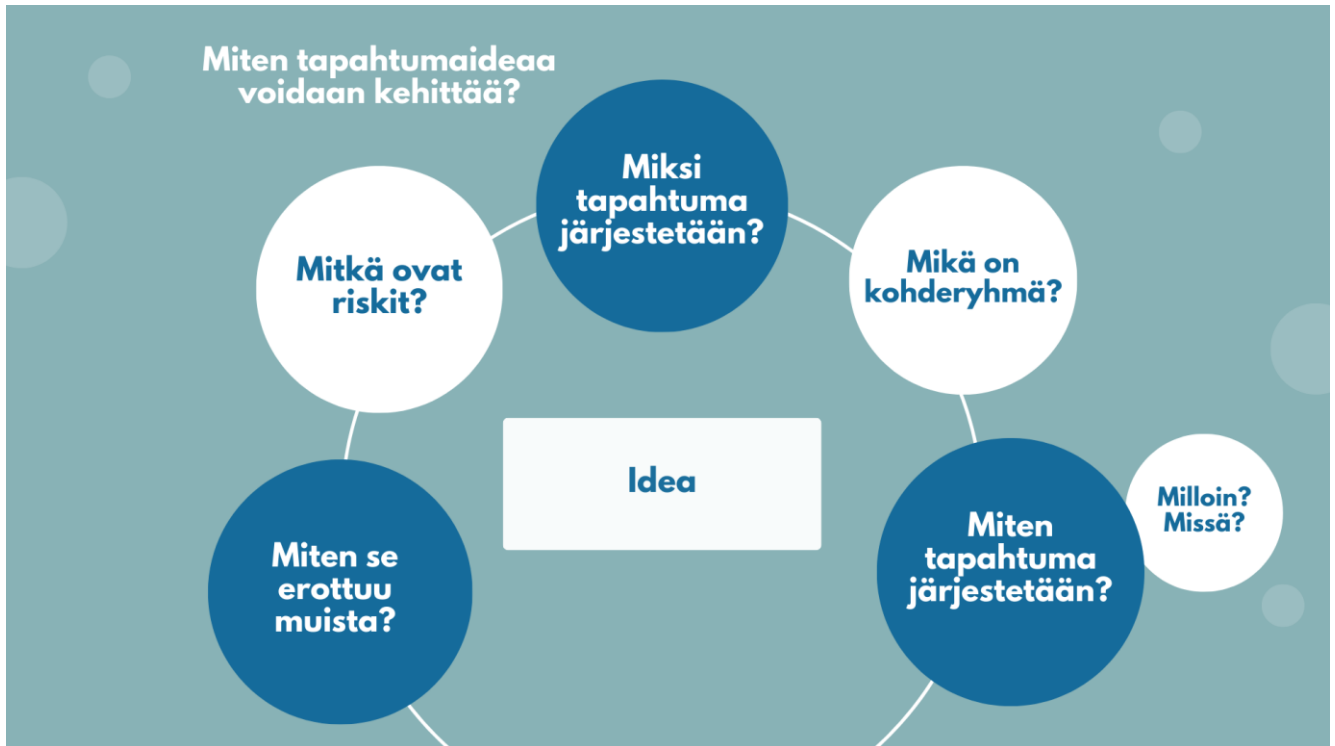 Miten tapahtumaideaa
voidaan kehittää?
Miksi
tapahtuma
järjestetään?
Mitkä ovat
riskit?
Mikä on
kohderyhmä?
Idea
Milloin?
Missä?
Miten
tapahtuma
järjestetään?
Miten se
erottuu
muista?